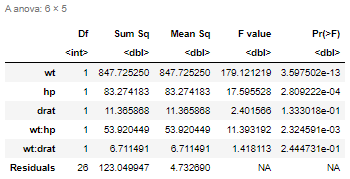 A anova: 6 × 5
Df Sum Sq Mean Sq F value Pr(>F)
<int> <dbl> <dbl> <dbl> <dbl>
wt 1 847.725250 847.725250 179.121219 3.597502e-13
hp 1 83.274183 83.274183 17.595528 2.809222e-04
drat 1 11.365868 11.365868 2.401566 1.333018e-01
wt:hp 1 53.920449 53.920449 11.393192 2.324591e-03
wt:drat 1 6.711491 6.711491 1.418113 2.444731e-01
Residuals 26 123.049947 4.732690 NA NA